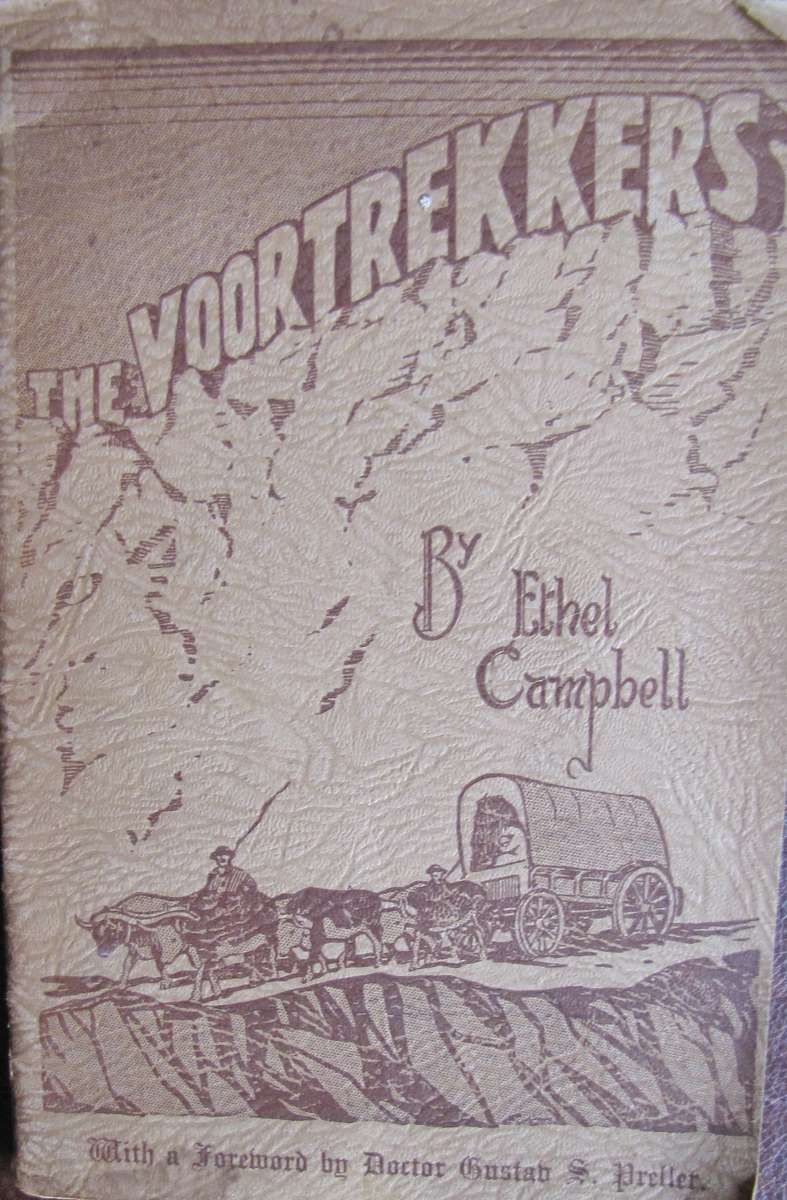 THE VOORTREKKERS
By
Ethel
Campbell
With a Foreword by Doctor Gustav S. Preller.